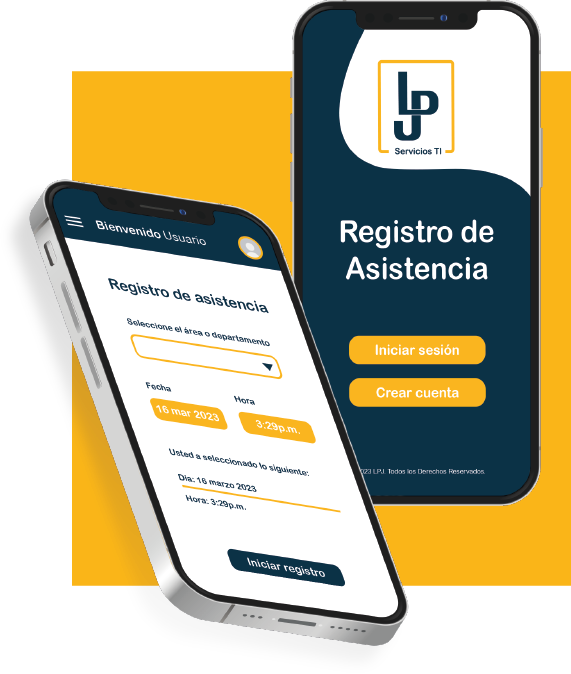 LPJ
Servicios TI
Registro de
Asistencia
Iniciar sesión
Crear cuenta
023 LPJ. Todos los Derechos Reservados.
Bienvenido Usuario
Registro de asistencia
Seleccione el área o departamento
Fecha
Hora
16 mar 2023
3:29p.m.
Usted a seleccionado lo siguiente:
Dia: 16 marzo 2023
Hora: 3:29p.m.
Iniciar registro